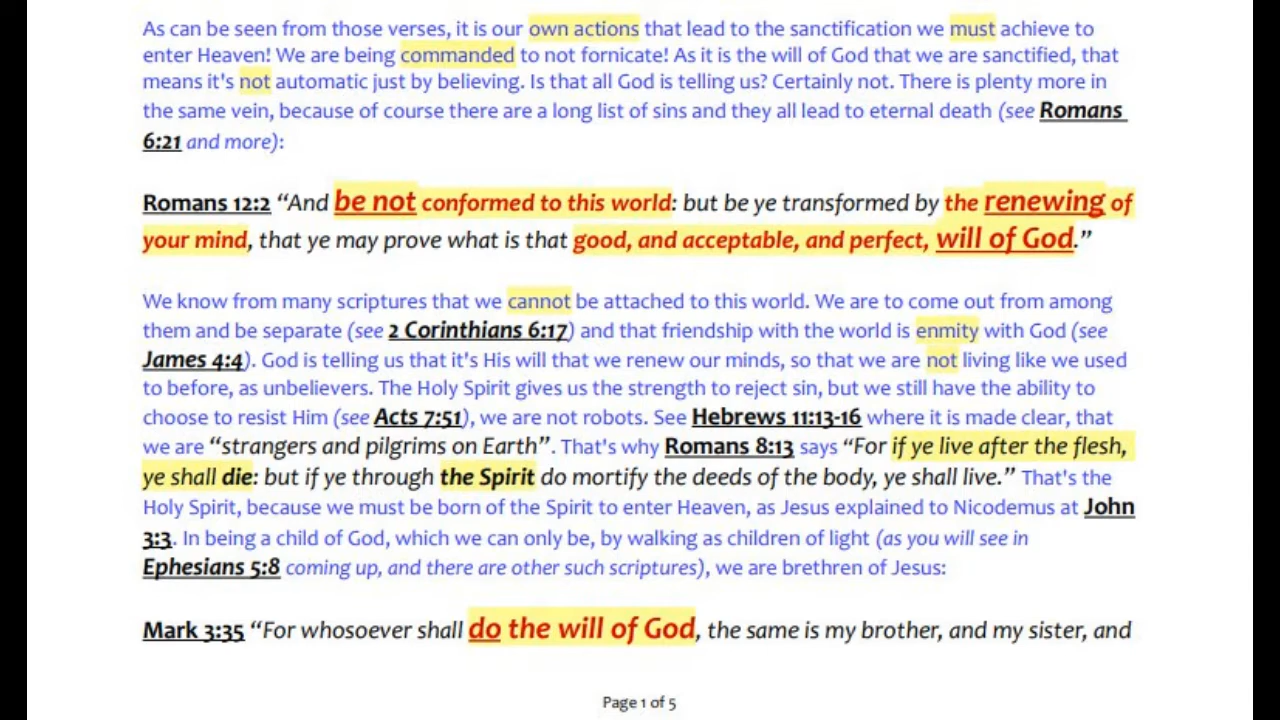 As can be seen from those verses, it is our own actions that lead to the sanctification we must achieve to
enter Heaven! We are being commanded to not fornicate! As it is the will of God that we are sanctified, that
means it's not automatic just by believing. Is that all God is telling us? Certainly not. There is plenty more in
the same vein, because of course there are a long list of sins and they all lead to eternal death (see Romans
6:21 and more):
Romans 12:2 “And be not conformed to this world: but be ye transformed by the renewing of
your mind, that ye may prove what is that good, and acceptable, and perfect, will of God.”
We know from many scriptures that we cannot be attached to this world. We are to come out from among
them and be separate (see 2 Corinthians 6:17) and that friendship with the world is enmity with God (see
James 4:4). God is telling us that it's His will that we renew our minds, so that we are not living like we used
to before, as unbelievers. The Holy Spirit gives us the strength to reject sin, but we still have the ability to
choose to resist Him (see Acts 7:51), we are not robots. See Hebrews 11:13-16 where it is made clear, that
we are “strangers and pilgrims on Earth”. That's why Romans 8:13 says “For if ye live after the flesh,
ye shall die: but if ye through the Spirit do mortify the deeds of the body, ye shall live.” That's the
Holy Spirit, because we must be born of the Spirit to enter Heaven, as Jesus explained to Nicodemus at John
3:3. In being a child of God, which we can only be, by walking as children of light (as you will see in
Ephesians 5:8 coming up, and there are other such scriptures), we are brethren of Jesus:
Mark 3:35 “For whosoever shall do the will of God, the same is my brother, and my sister, and
Page 1 of 5